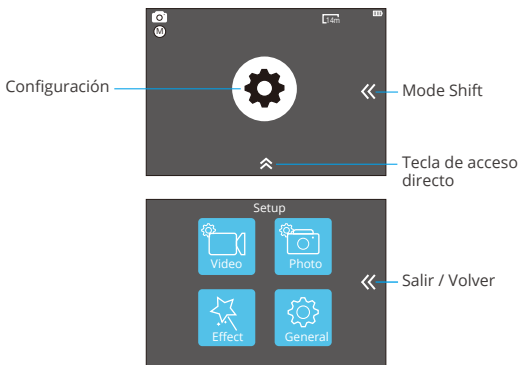 14m
M
Configuración
Mode Shift
Tecla de acceso
directo
Setup
Video
Photo
Salir / Volver
Effect
General